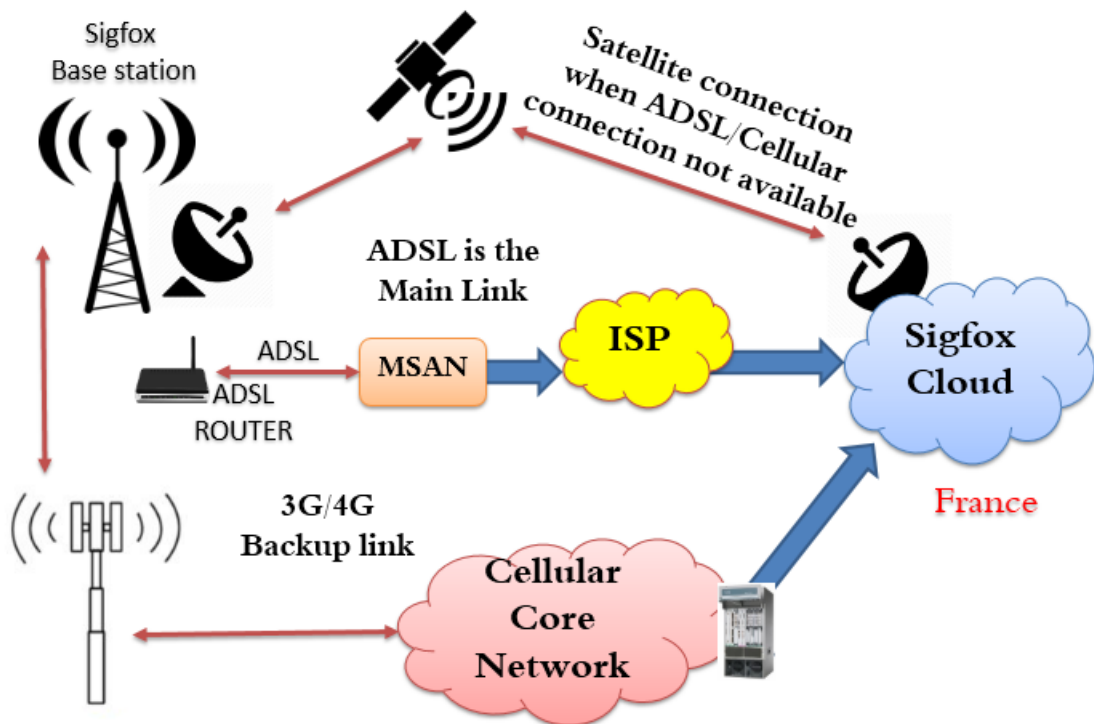 Sigfox
Base station
Satellite connection
when ADSL/Cellular
connection not available
ADSL is the
Main Link
ISP
Sigfox
Cloud
ADSL
MSAN
ADSL
ROUTER
France
3G/4G
Backup link
Cellular
Core
Network